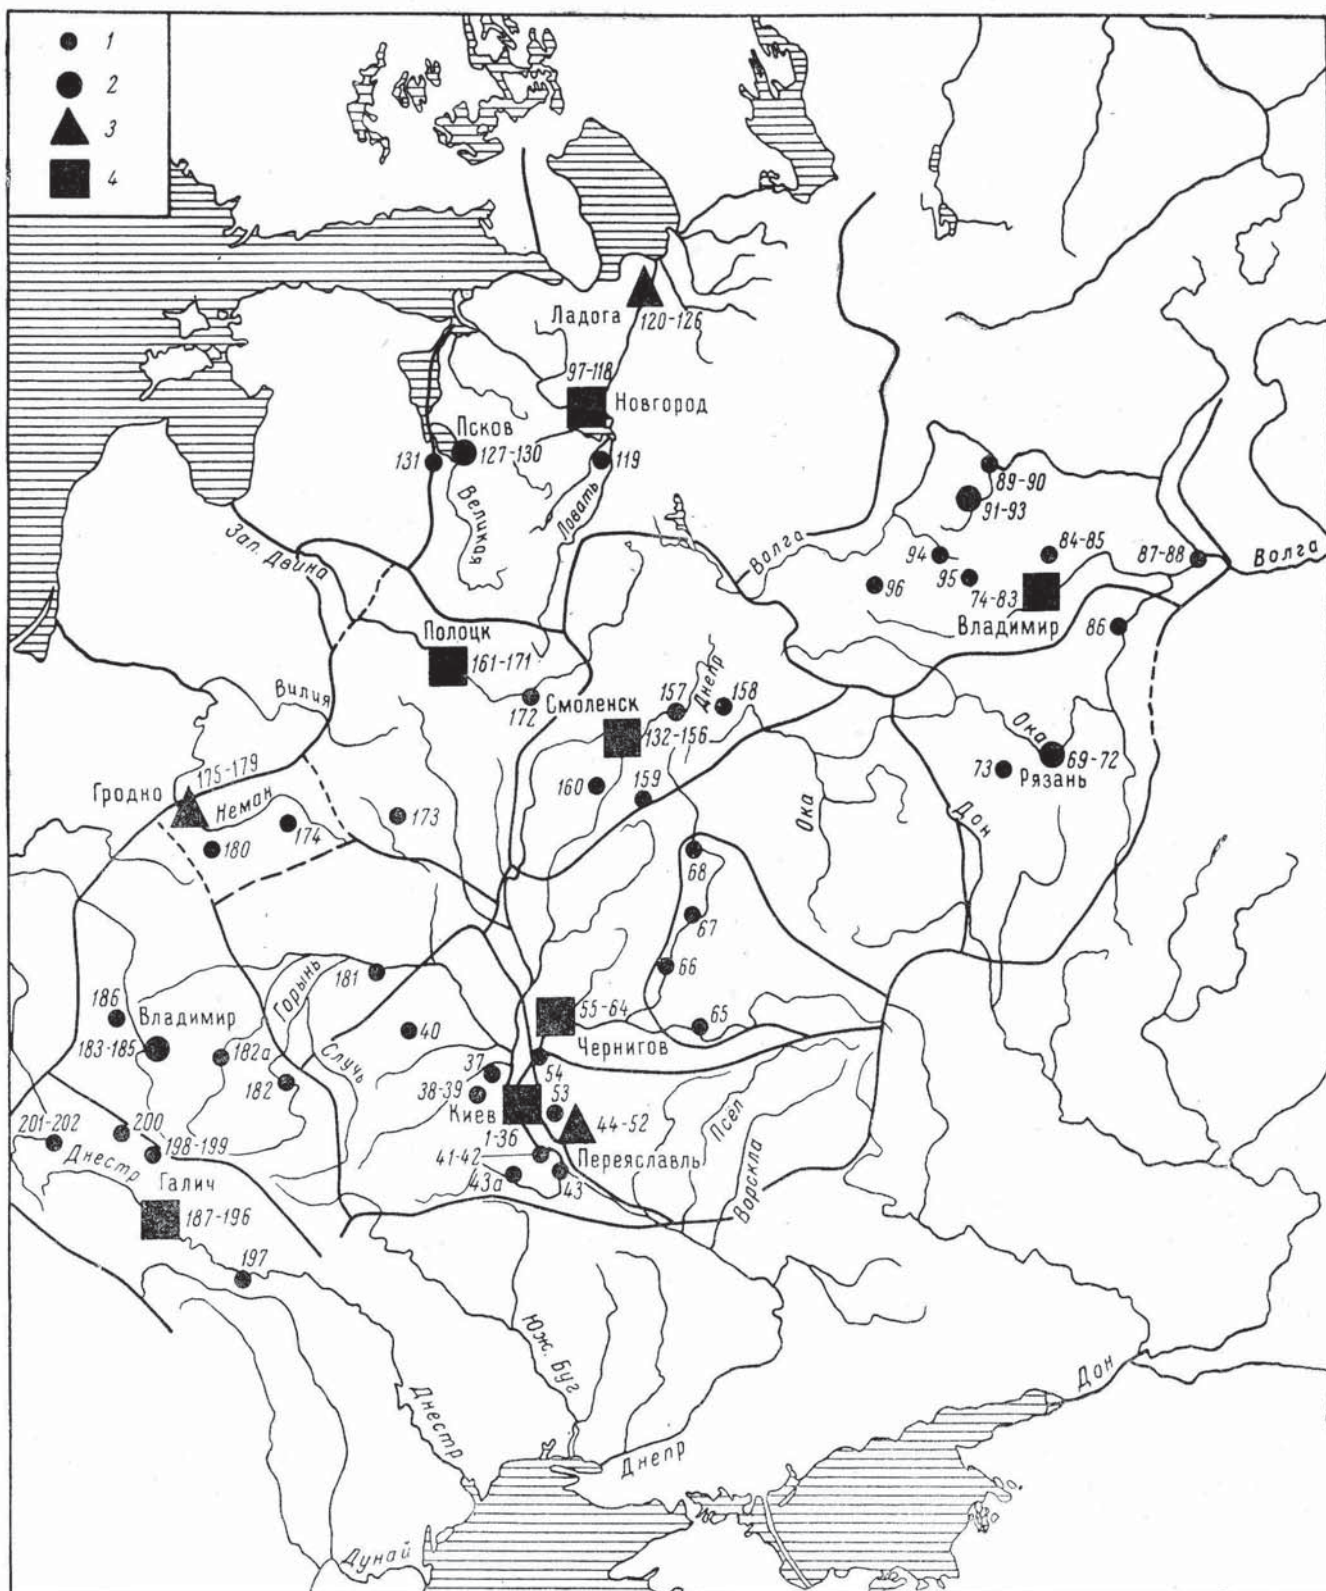 1
2
3
4
Ладога
120-126
97-118
Новгород
Псков
127-130
131
119
Великая
Ловать
Зап. Двина
89-90
91-93
Волга
94
84-85
87-88
Волга
95
96
74-83
Владимир
86
Полоцк
161-171
Вилия
172
Смоленск
157
Днепр
158
132-156
Ока
69-72
73
Рязань
175-179
Гродно
Неман
174
173
160
159
180
Ока
Дон
68
67
66
181
Горынь
186
Владимир
183-185
182а
182
Случь
40
55-64
65
Чернигов
54
37
38-39
Киев
53
1-36
44-52
Псёл
Переяславль
Ворскла
41-42
43а
43
201-202
200
198-199
Днестр
Галич
187-196
197
Юж. Буг
Днестр
Днепр
Дон
Дунай